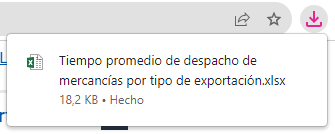 Tiempo promedio de despacho de
mercancías por tipo de exportación.xlsx
18,2 KB • Hecho